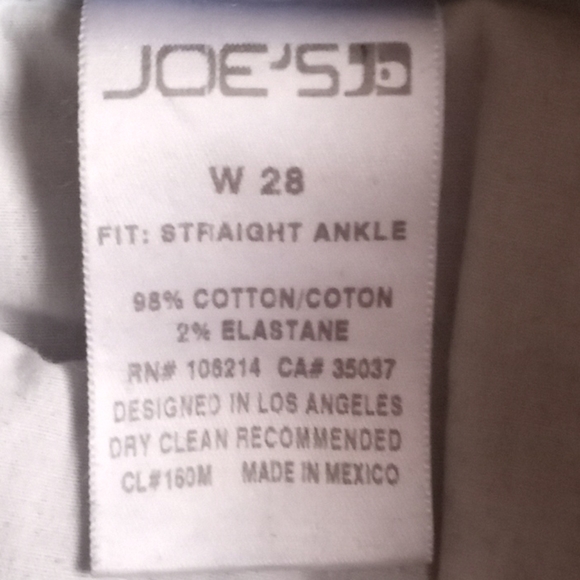 JOE'S
W 28
FIT: STRAIGHT ANKLE
98% COTTON/COTON
2% ELASTANE
RN# 106214 CA# 35037
DESIGNED IN LOS ANGELES
DRY CLEAN RECOMMENDED
CL#160M MADE IN MEXICO